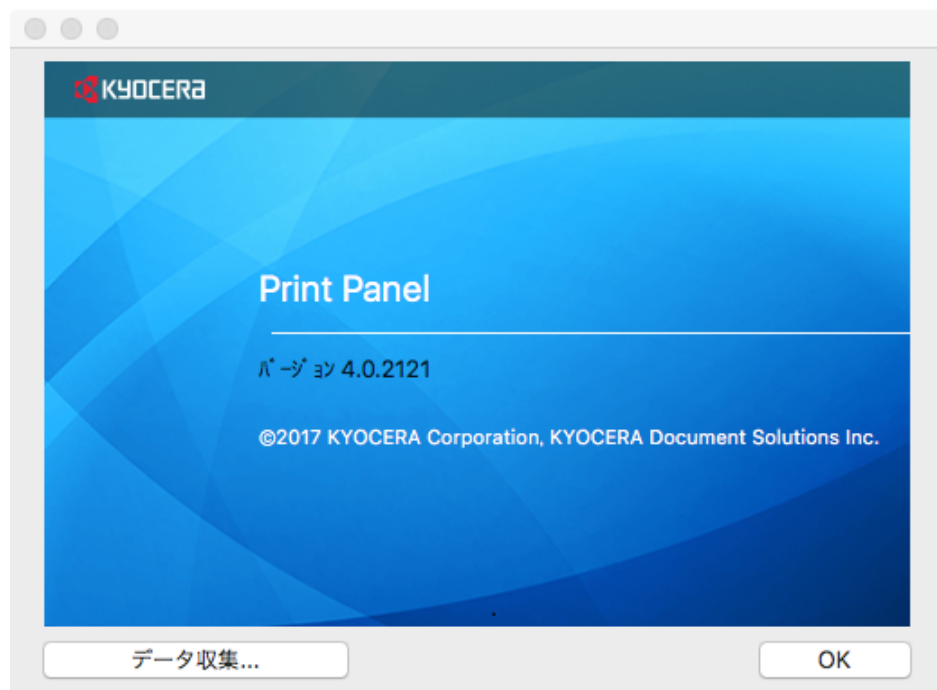 KYOCERA
Print Panel
ﾊﾞｰｼﾞｮﾝ 4.0.2121
©2017 KYOCERA Corporation, KYOCERA Document Solutions Inc.
データ収集...
OK